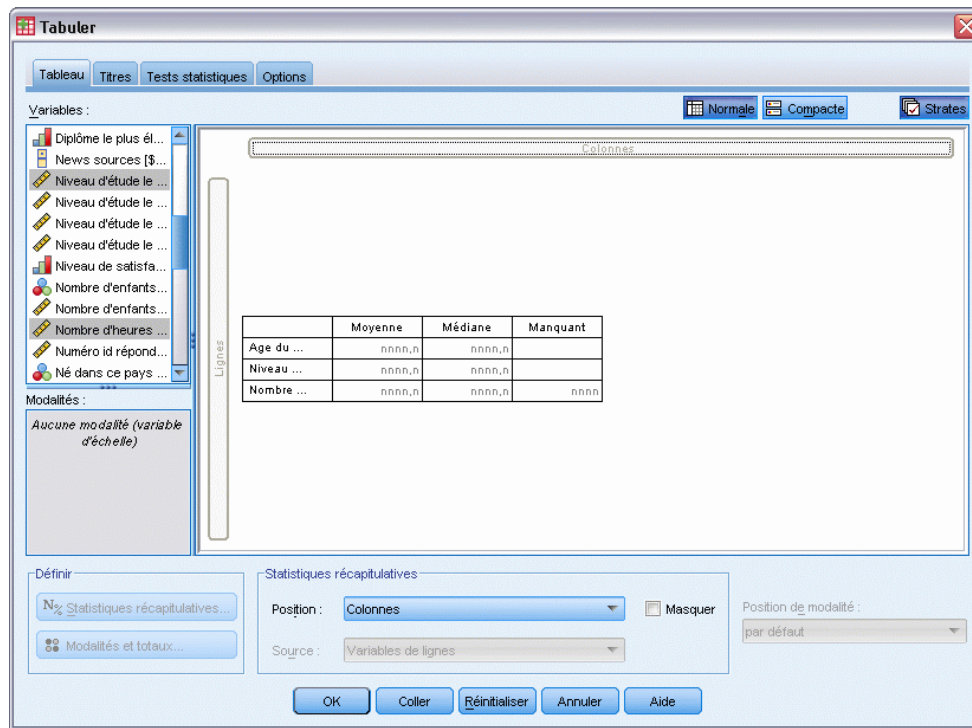 Tabuler
Tableau Titres Tests statistiques Options
Variables :
Normale Compacte Strates
Diplôme le plus él...
News sources [$...
Niveau d'étude le ...
Niveau d'étude le ...
Niveau d'étude le ...
Niveau d'étude le ...
Niveau de satisfa...
Nombre d'enfants...
Nombre d'enfants...
Nombre d'heures ...
Numéro id répond...
Né dans ce pays ...
Modalités :
Aucune modalité (variable
d'échelle)
Colonnes
Lignes
Moyenne Médiane Manquant
Age du ... nnnn,n nnnn,n
Niveau ... nnnn,n nnnn,n
Nombre ... nnnn,n nnnn,n nnnn
Définir
N% Statistiques récapitulatives...
Modalités et totaux...
Statistiques récapitulatives
Position : Colonnes Masquer
Source : Variables de lignes
Position de modalité :
par défaut
OK Coller Réinitialiser Annuler Aide